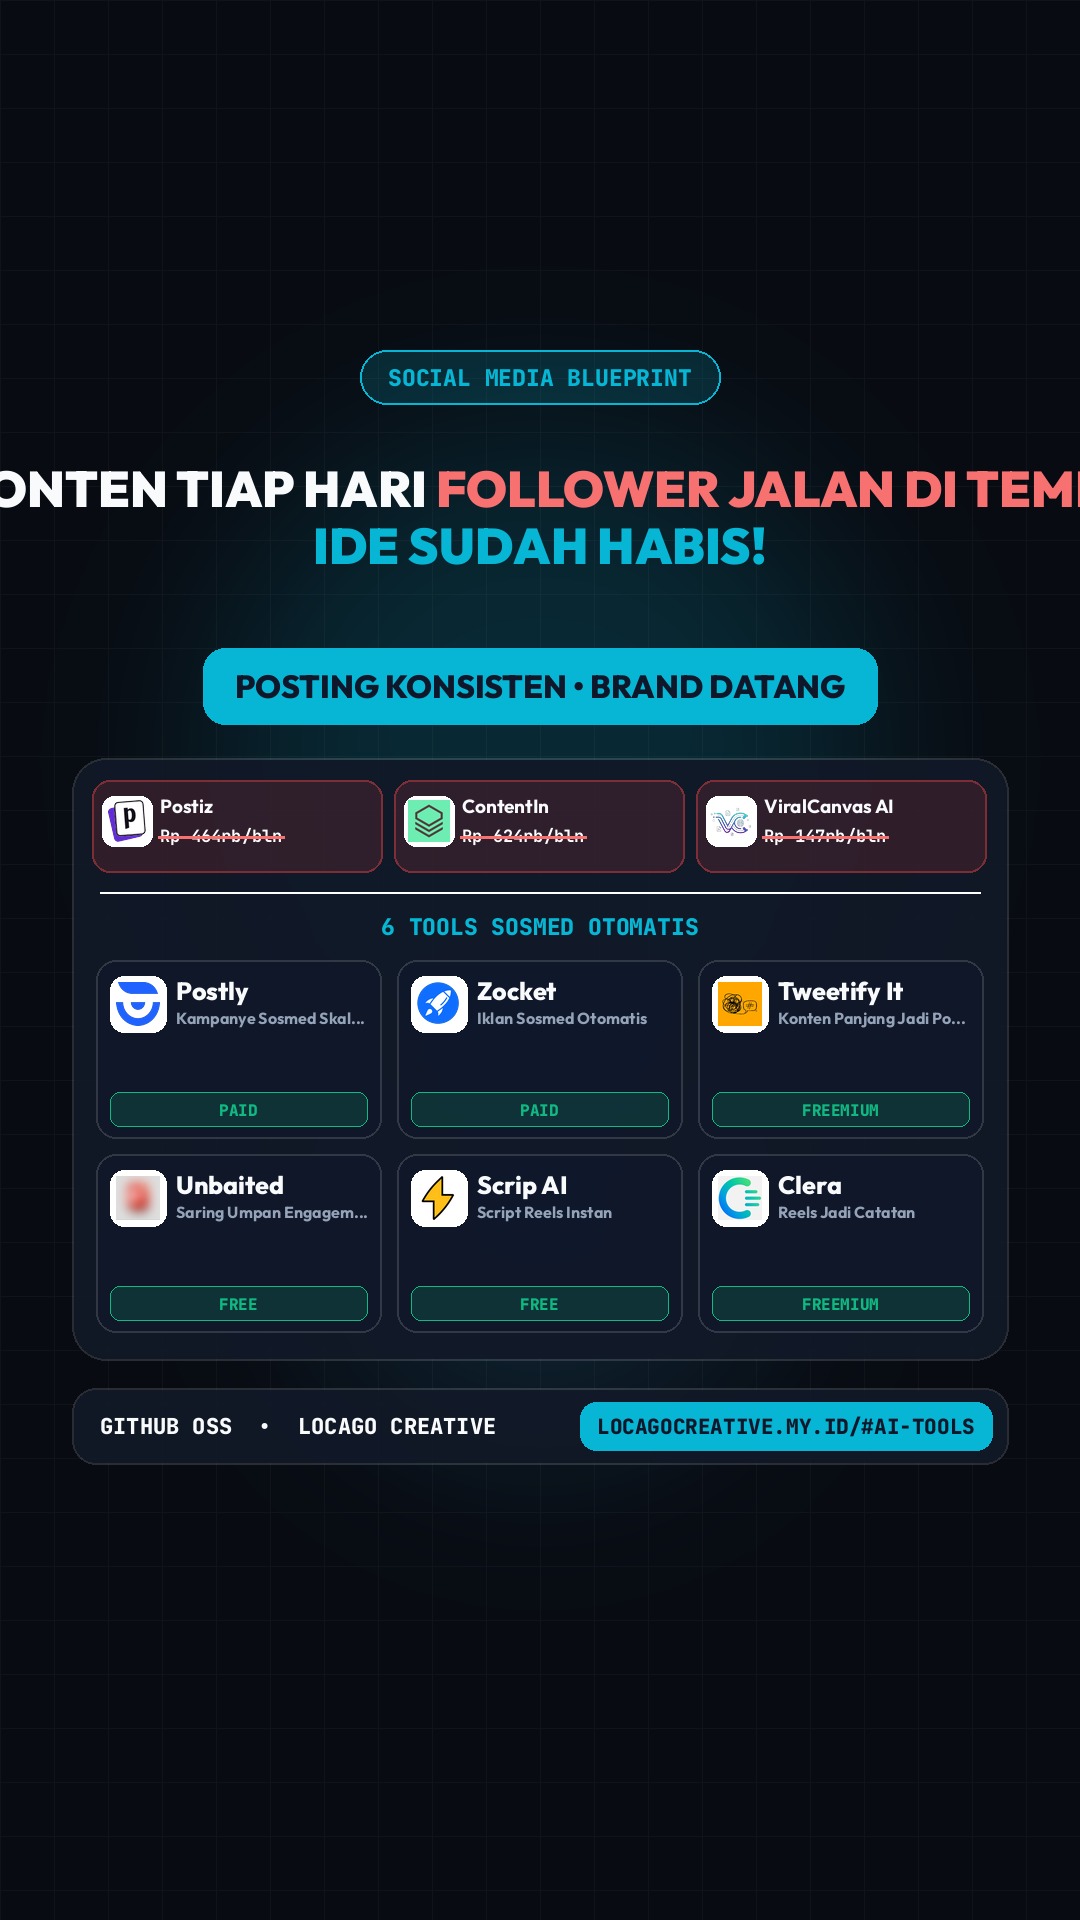 SOCIAL MEDIA BLUEPRINT
ONTEN TIAP HARI FOLLOWER JALAN DI TEM
IDE SUDAH HABIS!
POSTING KONSISTEN • BRAND DATANG
Postiz
Rp 464rb/bln
ContentIn
Rp 624rb/bln
ViralCanvas AI
Rp 147rb/bln
6 TOOLS SOSMED OTOMATIS
Postly
Kampanye Sosmed Skal...
PAID
Zocket
Iklan Sosmed Otomatis
PAID
Tweetify It
Konten Panjang Jadi Po...
FREEMIUM
Unbaited
Saring Umpan Engagem...
FREE
Scrip AI
Script Reels Instan
FREE
Clera
Reels Jadi Catatan
FREEMIUM
GITHUB OSS • LOCAGO CREATIVE
LOCAGOCREATIVE.MY.ID/#AI-TOOLS